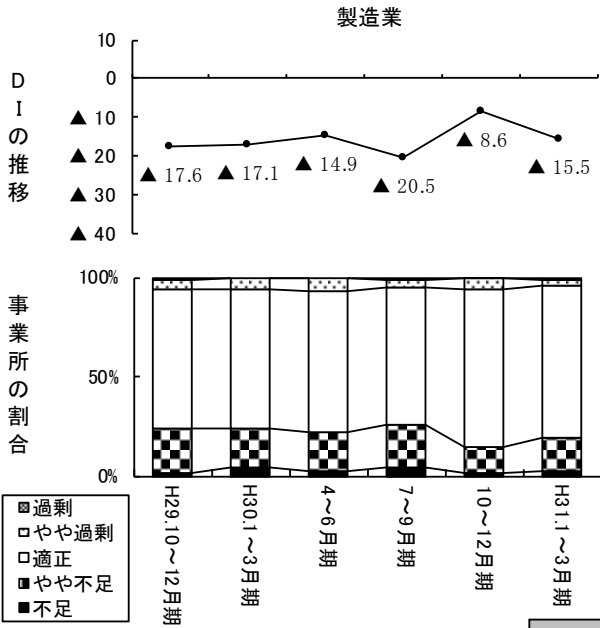 製造業
DIの推移
10
0
▲ 10
▲ 20
▲ 30
▲ 40
▲ 17.6
▲ 17.1
▲ 14.9
▲ 20.5
▲ 8.6
▲ 15.5
事業所の割合
100%
50%
0%
H29.10～12月期
H30.1～3月期
4～6月期
7～9月期
10～12月期
H31.1～3月期
過剰
やや過剰
適正
やや不足
不足